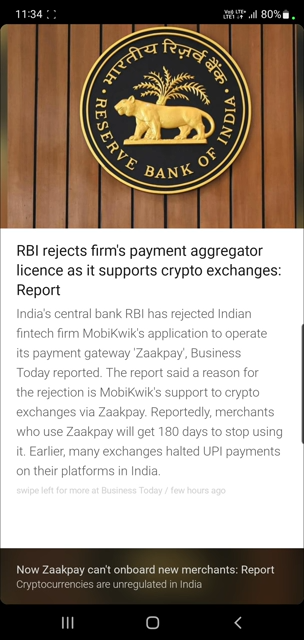 11:34
Vo) LTE+
LTE1 80%
भारतीय रिज़र्व बैंक
RESERVE BANK OF INDIA
RBI rejects firm's payment aggregator
licence as it supports crypto exchanges:
Report
India's central bank RBI has rejected Indian
fintech firm MobiKwik's application to operate
its payment gateway 'Zaakpay', Business
Today reported. The report said a reason for
the rejection is MobiKwik's support to crypto
exchanges via Zaakpay. Reportedly, merchants
who use Zaakpay will get 180 days to stop using
it. Earlier, many exchanges halted UPI payments
on their platforms in India.
swipe left for more at Business Today / few hours ago
Now Zaakpay can't onboard new merchants: Report
Cryptocurrencies are unregulated in India